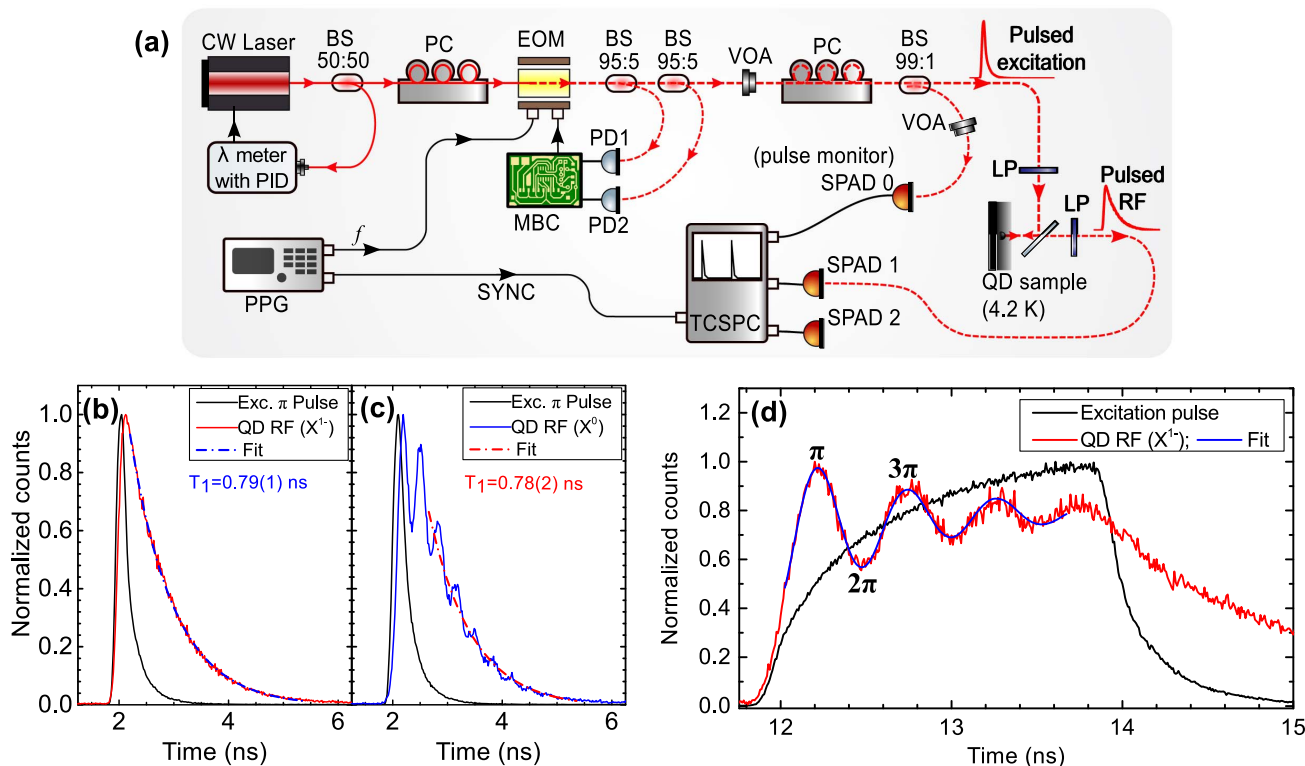 (a)
CW Laser
BS
50:50
PC
EOM
BS
95:5
BS
95:5
VOA
PC
BS
99:1
Pulsed
excitation
λ meter
with PID
PD1
PD2
MBC
VOA
(pulse monitor)
SPAD 0
LP
Pulsed
RF
LP
f
PPG
SYNC
TCSPC
SPAD 1
SPAD 2
QD sample
(4.2 K)
(b)
Exc. π Pulse
QD RF (X¹⁻)
Fit
T₁=0.79(1) ns
Normalized counts
1.0
0.8
0.6
0.4
0.2
0.0
2
4
6
Time (ns)
(c)
Exc. π Pulse
QD RF (X⁰)
Fit
T₁=0.78(2) ns
2
4
6
Time (ns)
(d)
Excitation pulse
QD RF (X¹⁻); Fit
π
3π
2π
Normalized counts
1.2
1.0
0.8
0.6
0.4
0.2
0.0
12
13
14
15
Time (ns)